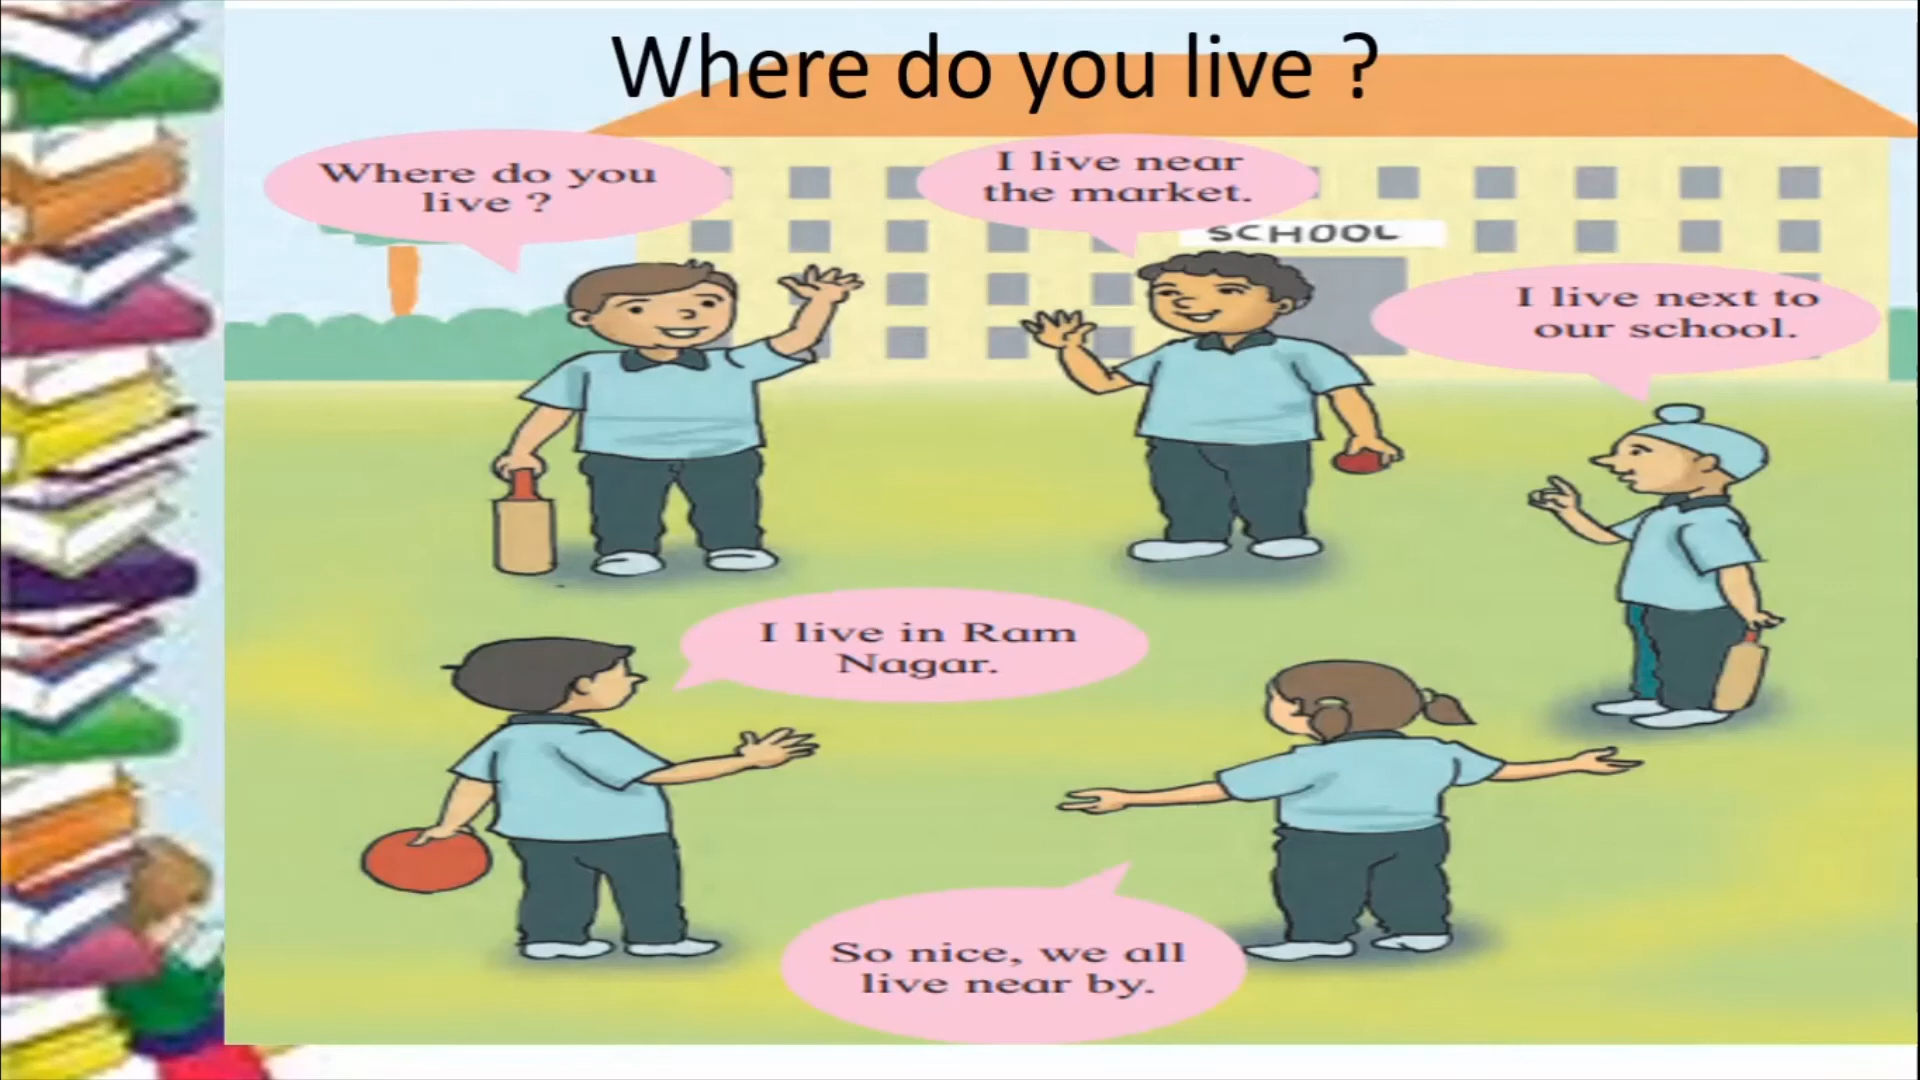 Where do you live ?
Where do you
live ?
I live near
the market.
SCHOOL
I live next to
our school.
I live in Ram
Nagar.
So nice, we all
live near by.